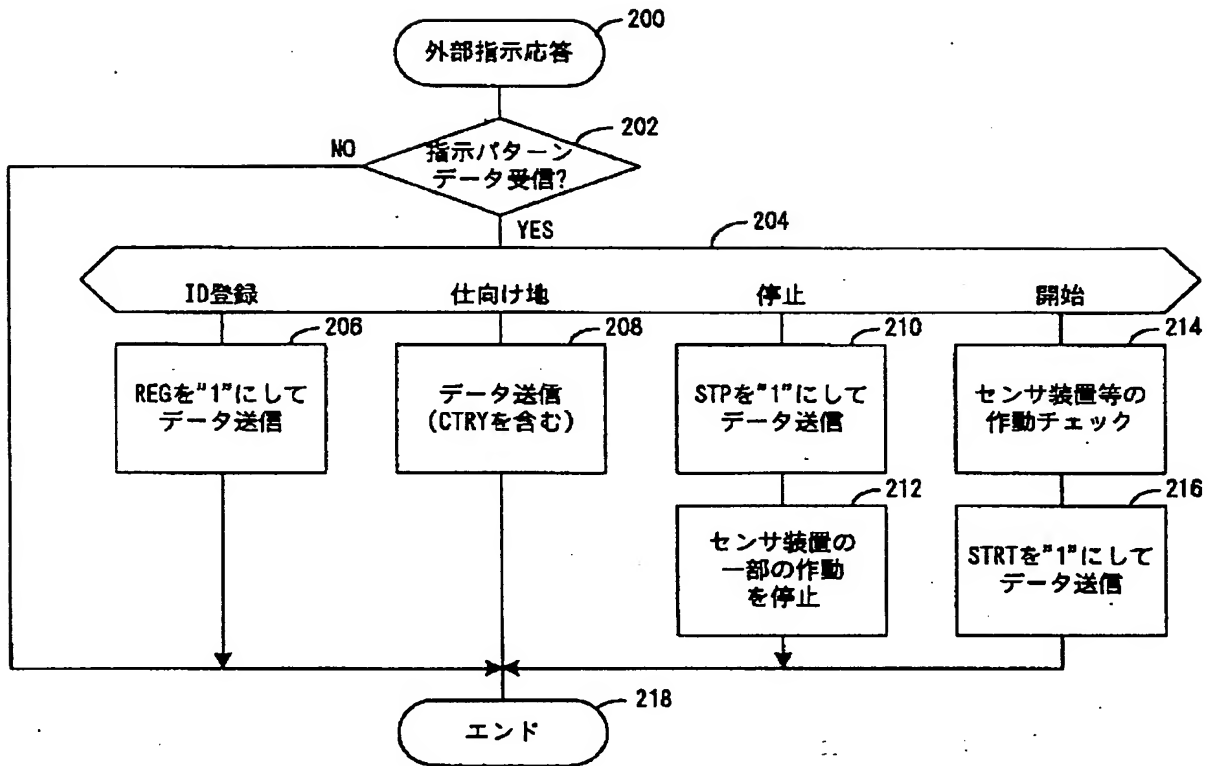 200
外部指示応答
202
NO
指示パターン
データ受信?
YES
204
ID登録
仕向け地
停止
開始
206
208
210
214
REGを"1"にして
データ送信
データ送信
(CTRYを含む)
STPを"1"にして
データ送信
センサ装置等の
作動チェック
212
216
センサ装置の
一部の作動
を停止
STRTを"1"にして
データ送信
218
エンド